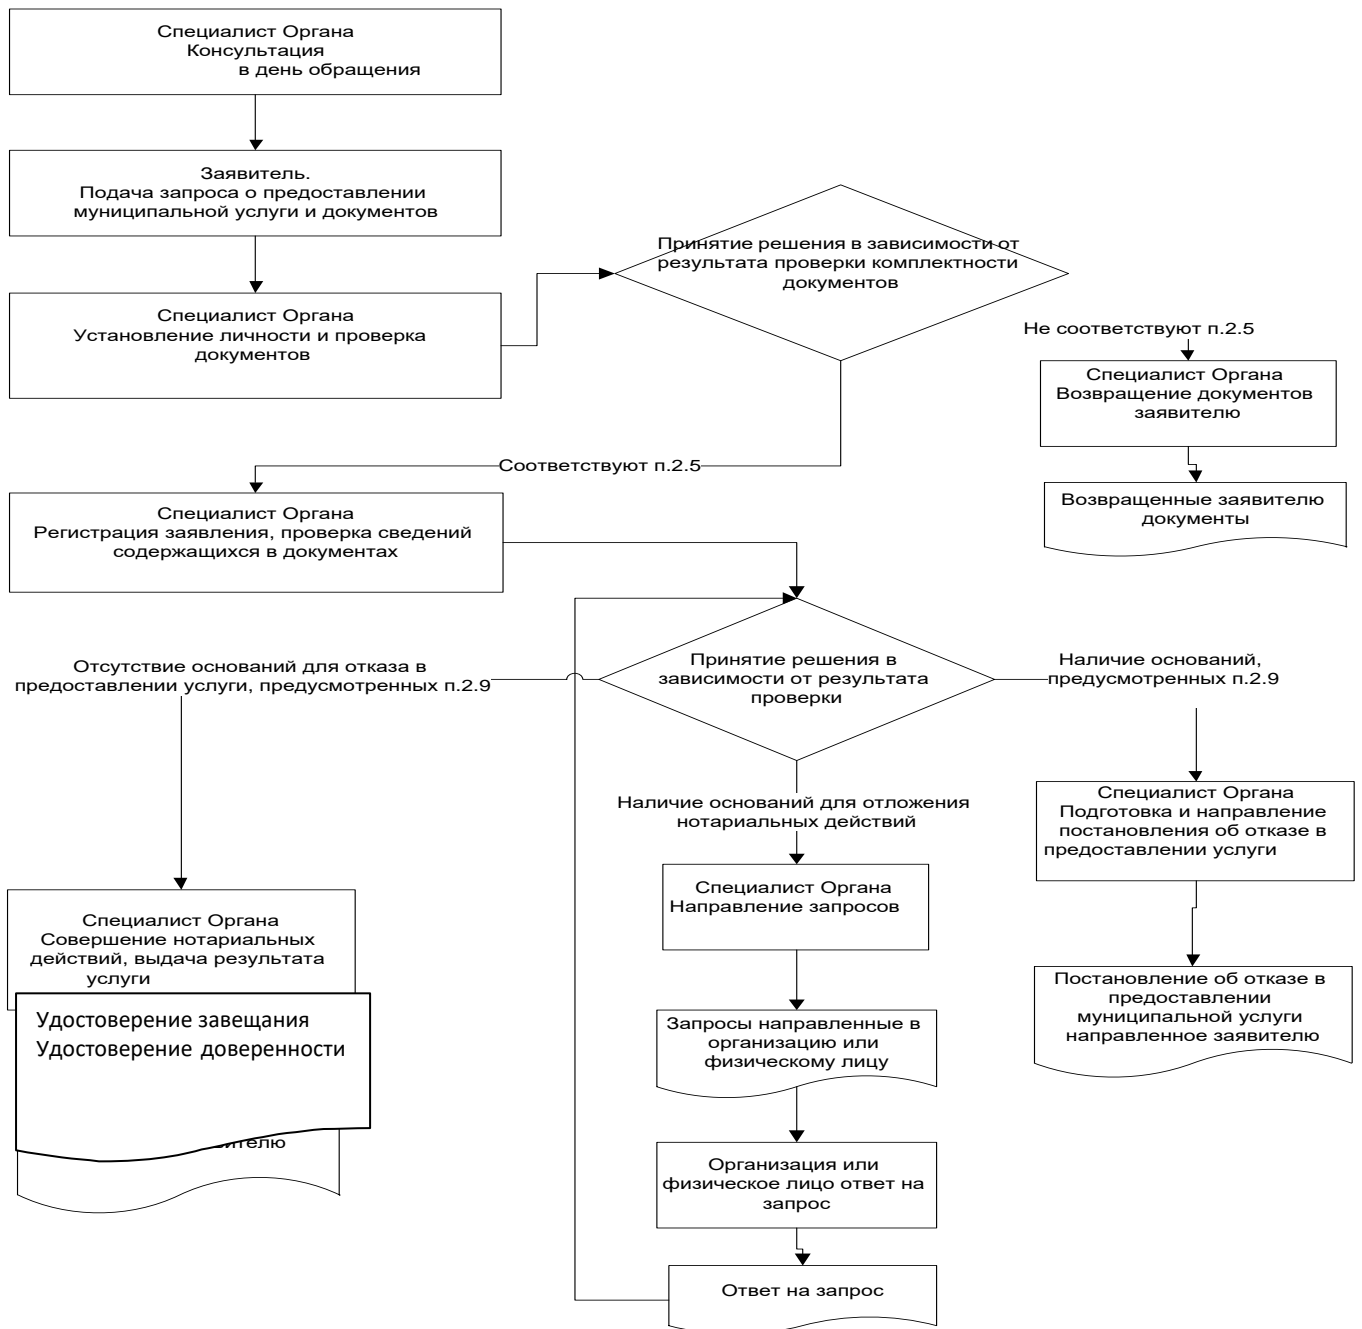 Специалист Органа
Консультация
в день обращения
Заявитель.
Подача запроса о предоставлении
муниципальной услуги и документов
Специалист Органа
Установление личности и проверка
документов
Принятие решения в зависимости от
результата проверки комплектности
документов
Не соответствуют п.2.5
Специалист Органа
Возвращение документов
заявителю
Возвращенные заявителю
документы
Соответствуют п.2.5
Специалист Органа
Регистрация заявления, проверка сведений
содержащихся в документах
Принятие решения в
зависимости от результата
проверки
Отсутствие оснований для отказа в
предоставлении услуги, предусмотренных п.2.9
Наличие оснований,
предусмотренных п.2.9
Наличие оснований для отложения
нотариальных действий
Специалист Органа
Подготовка и направление
постановления об отказе в
предоставлении услуги
Постановление об отказе в
предоставлении
муниципальной услуги
направленное заявителю
Специалист Органа
Направление запросов
Запросы направленные в
организацию или
физическому лицу
Организация или
физическое лицо ответ на
запрос
Ответ на запрос
Специалист Органа
Совершение нотариальных
действий, выдача результата
услуги
Удостоверение завещания
Удостоверение доверенности